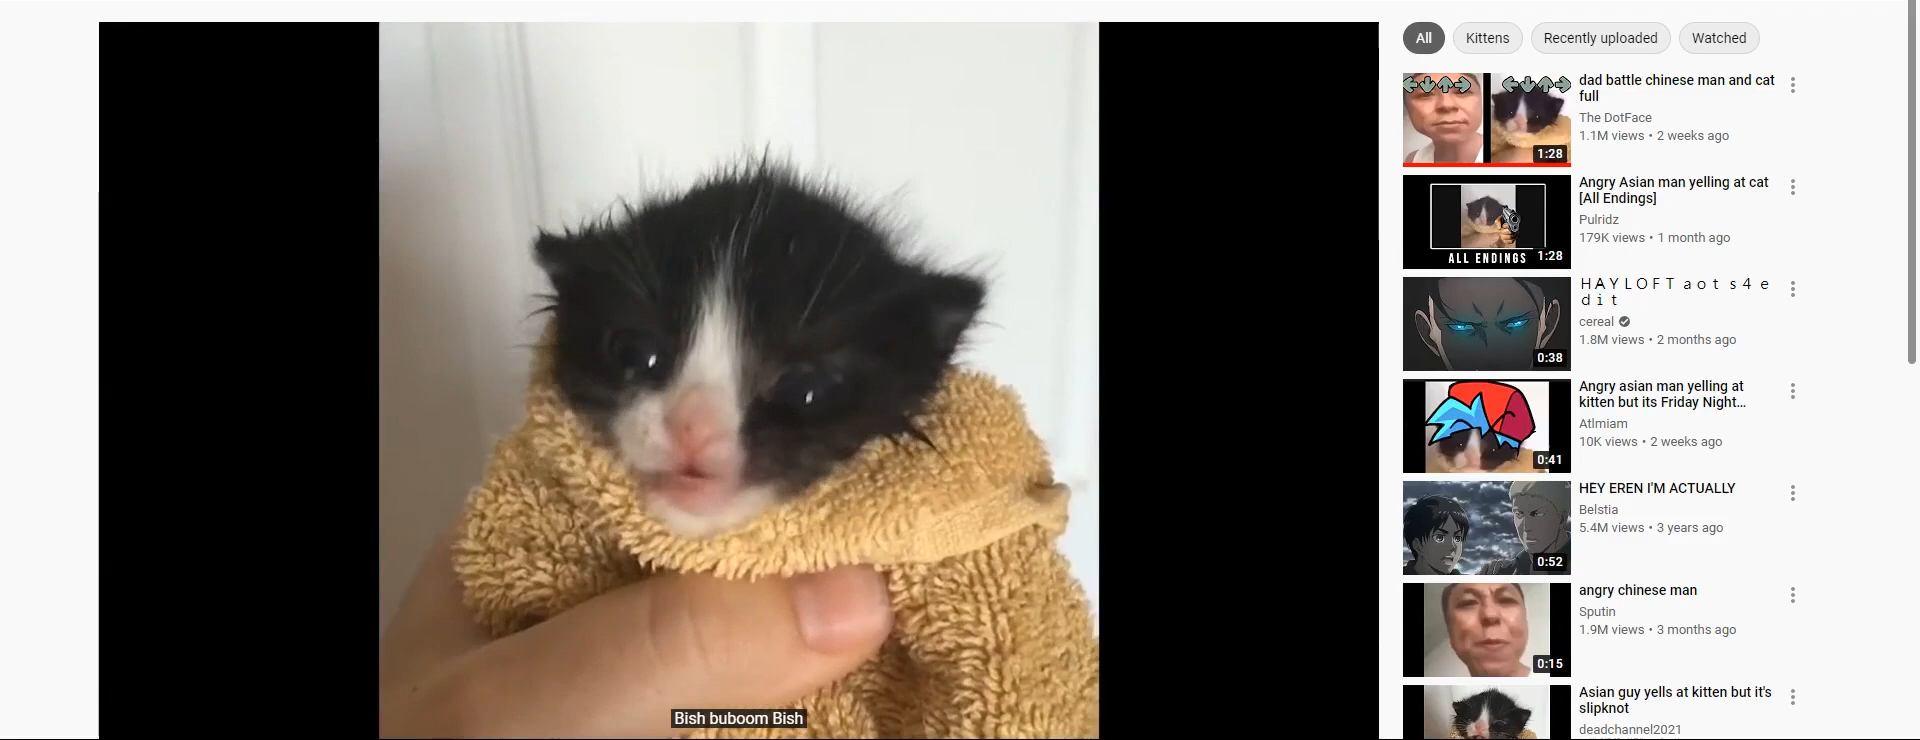 Bish buboom Bish
All
Kittens
Recently uploaded
Watched
1:28
dad battle chinese man and cat
full
The DotFace
1.1M views • 2 weeks ago
ALL ENDINGS
1:28
Angry Asian man yelling at cat
[All Endings]
Pulridz
179K views • 1 month ago
0:38
ＨＡＹＬＯＦＴ ａｏｔ ｓ４ ｅ
ｄｉｔ
cereal
1.8M views • 2 months ago
0:41
Angry asian man yelling at
kitten but its Friday Night...
Atlmiam
10K views • 2 weeks ago
0:52
HEY EREN I'M ACTUALLY
Belstia
5.4M views • 3 years ago
0:15
angry chinese man
Sputin
1.9M views • 3 months ago
Asian guy yells at kitten but it's
slipknot
deadchannel2021